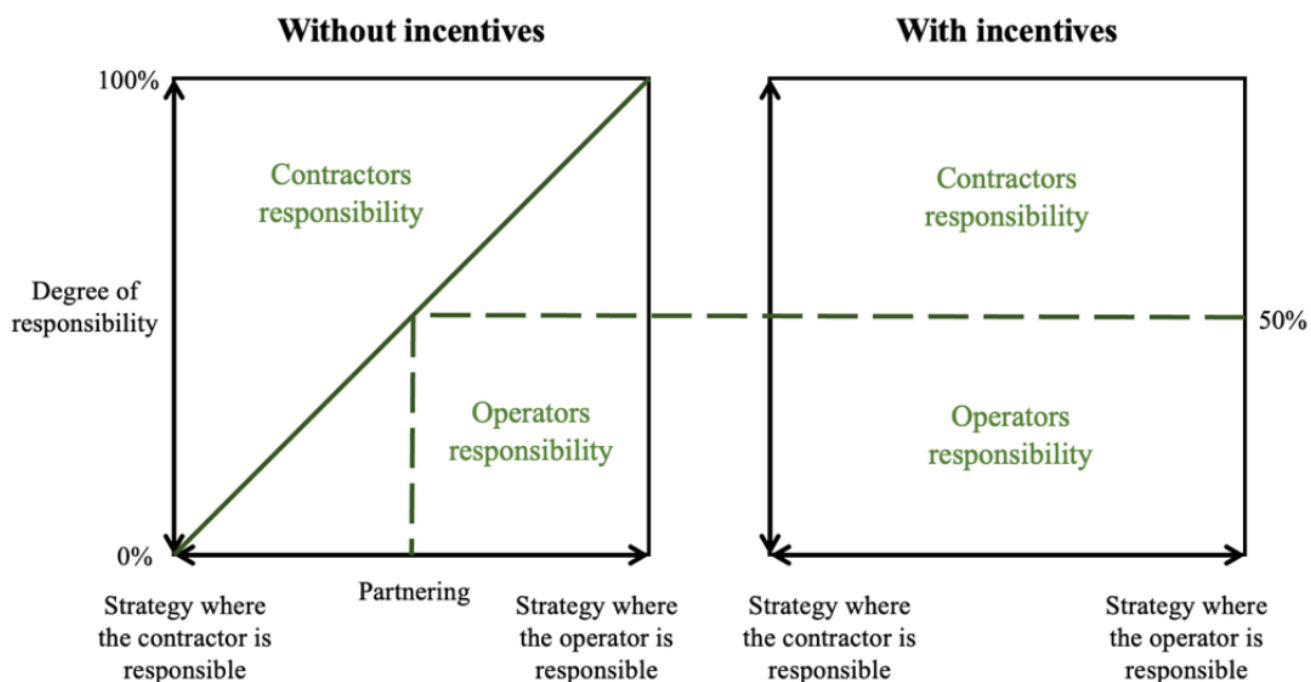 Without incentives
With incentives
100%
Contractors
responsibility
Contractors
responsibility
Degree of
responsibility
50%
Operators
responsibility
Operators
responsibility
0%
Partnering
Strategy where
the contractor is
responsible
Strategy where
the operator is
responsible
Strategy where
the contractor is
responsible
Strategy where
the operator is
responsible